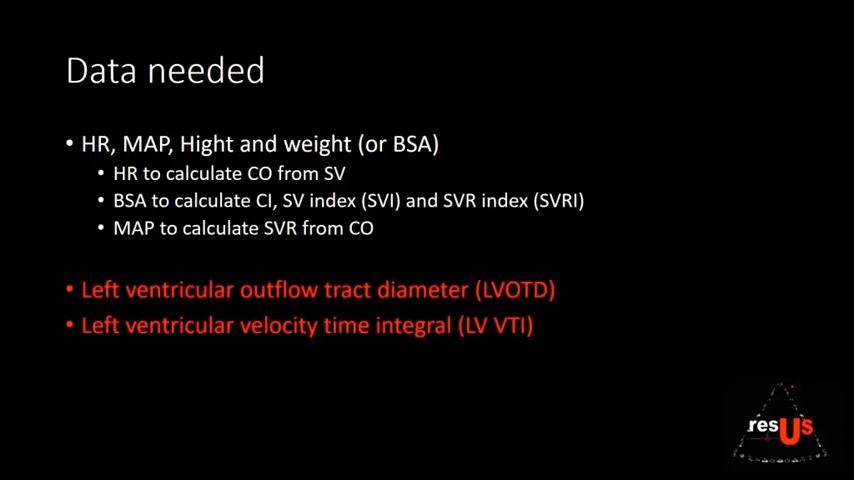 Data needed
• HR, MAP, Hight and weight (or BSA)
• HR to calculate CO from SV
• BSA to calculate CI, SV index (SVI) and SVR index (SVRI)
• MAP to calculate SVR from CO
• Left ventricular outflow tract diameter (LVOTD)
• Left ventricular velocity time integral (LV VTI)
resUs